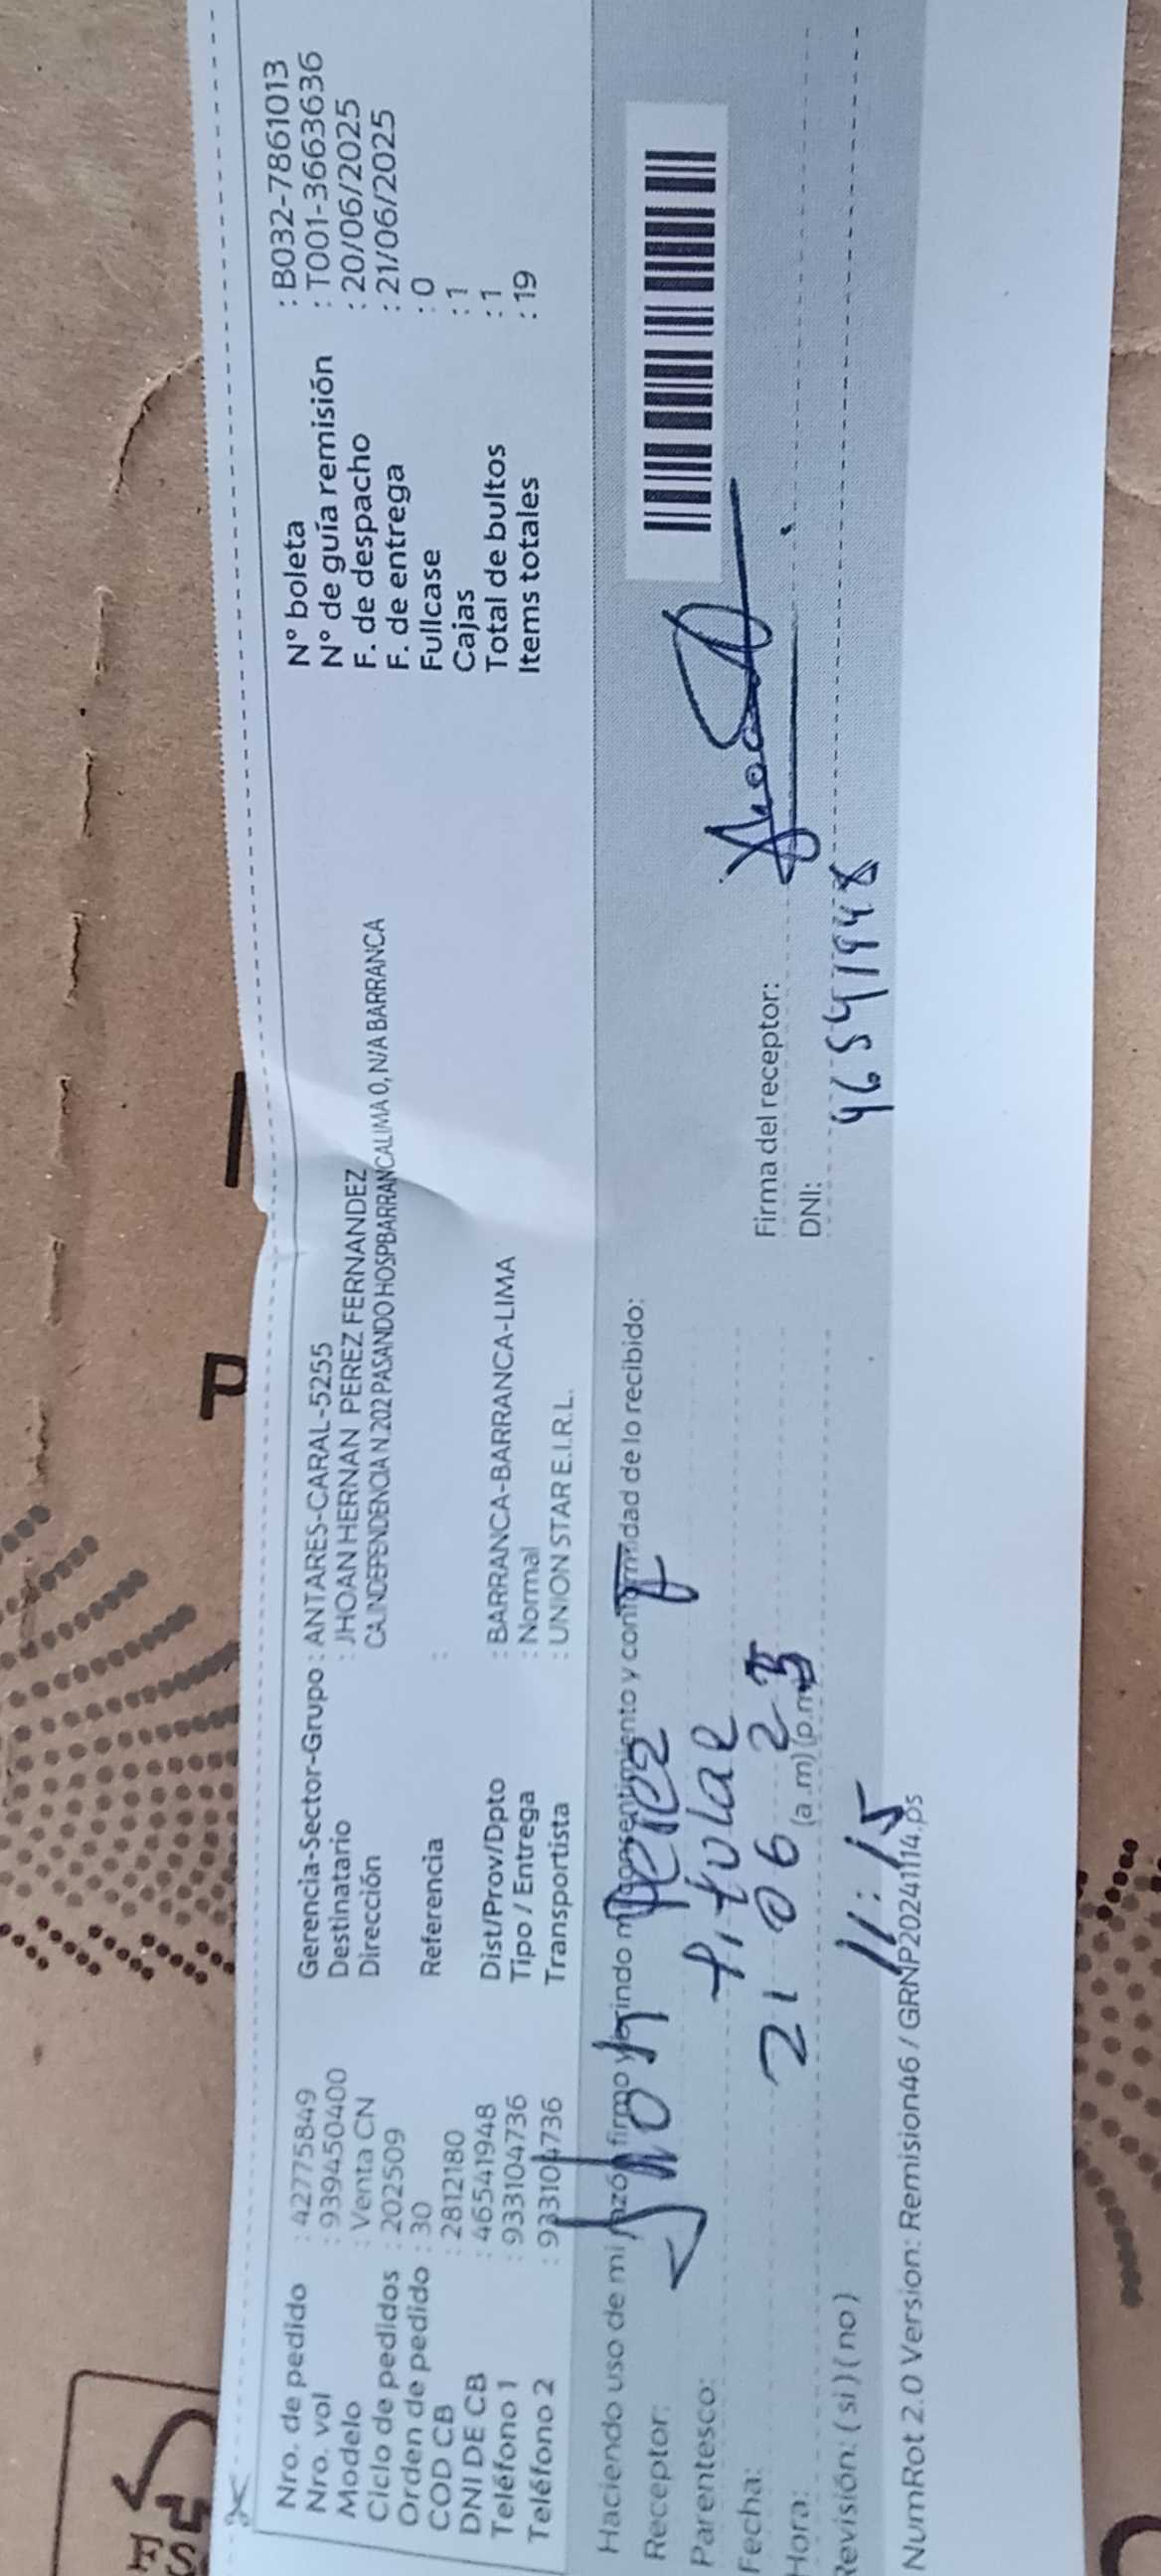 Nro. de pedido : 42775849
Nro. vol : 939450400
Modelo : Venta CN
Ciclo de pedidos : 202509
Orden de pedido : 30
COD CB : 2812180
DNI DE CB : 46541948
Teléfono 1 : 933104736
Teléfono 2 : 933104736
Gerencia-Sector-Grupo : ANTARES-CARAL-5255
Destinatario : JHOAN HERNAN PEREZ FERNANDEZ
Dirección CA.INDEPENDENCIA N.202 PASANDO HOSPBARRANCALIMA 0, N/A BARRANCA
Referencia :
Dist/Prov/Dpto : BARRANCA-BARRANCA-LIMA
Tipo / Entrega : Normal
Transportista : UNION STAR E.I.R.L.
N° boleta : B032-7861013
N° de guía remisión : T001-3663636
F. de despacho : 20/06/2025
F. de entrega : 21/06/2025
Fullcase : 0
Cajas : 1
Total de bultos : 1
Items totales : 19
Haciendo uso de mi razón firmo y brindo mi consentimiento y conformidad de lo recibido:
Receptor: Jhoan Perez F
Parentesco: titular
Fecha: 21 06 25
Hora: 11:15 (a.m) (p.m)
Revisión: ( si ) ( no )
Firma del receptor:
DNI: 46541948
NumRot 2.0 Version: Remision46 / GRNP20241114.ps